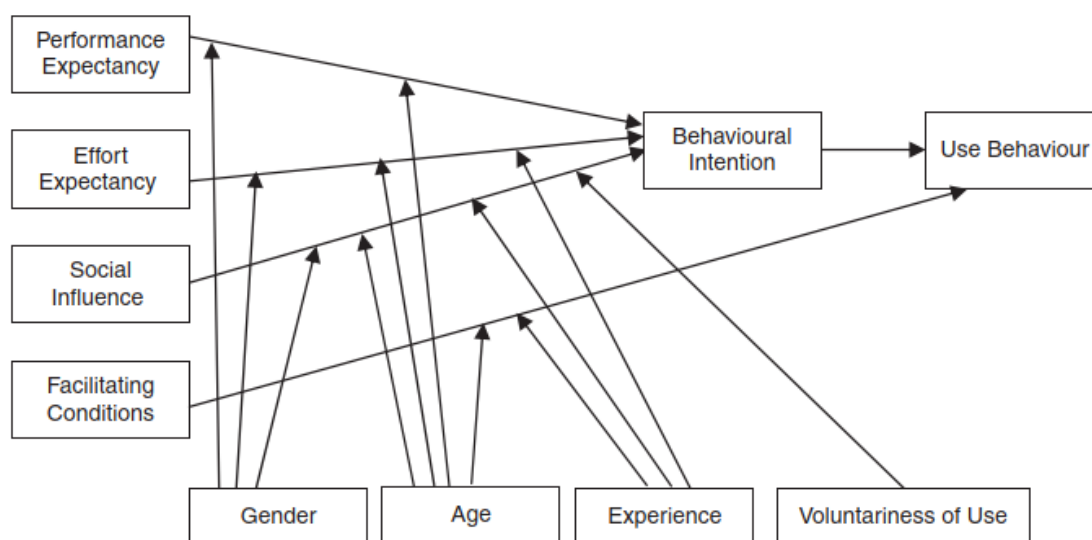 Performance
Expectancy
Effort
Expectancy
Social
Influence
Facilitating
Conditions
Behavioural
Intention
Use Behaviour
Gender
Age
Experience
Voluntariness of Use